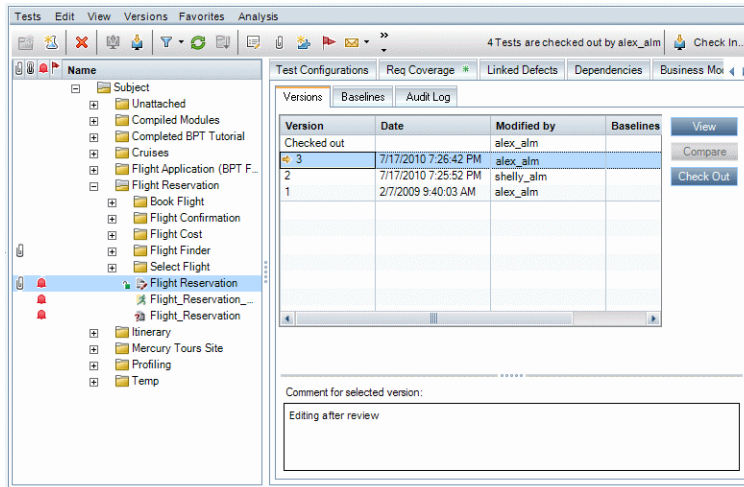 Tests Edit View Versions Favorites Analysis
4 Tests are checked out by alex_alm Check In..
Name
Subject
Unattached
Compiled Modules
Completed BPT Tutorial
Cruises
Flight Application (BPT F...
Flight Reservation
Book Flight
Flight Confirmation
Flight Cost
Flight Finder
Select Flight
Flight Reservation
Flight_Reservation_...
Flight_Reservation
Itinerary
Mercury Tours Site
Profiling
Temp
Test Configurations Req Coverage * Linked Defects Dependencies Business Mo
Versions Baselines Audit Log
Version Date Modified by Baselines
Checked out alex_alm
3 7/17/2010 7:26:42 PM alex_alm
2 7/17/2010 7:25:52 PM shelly_alm
1 2/7/2009 9:40:03 AM alex_alm
View
Compare
Check Out
Comment for selected version:
Editing after review